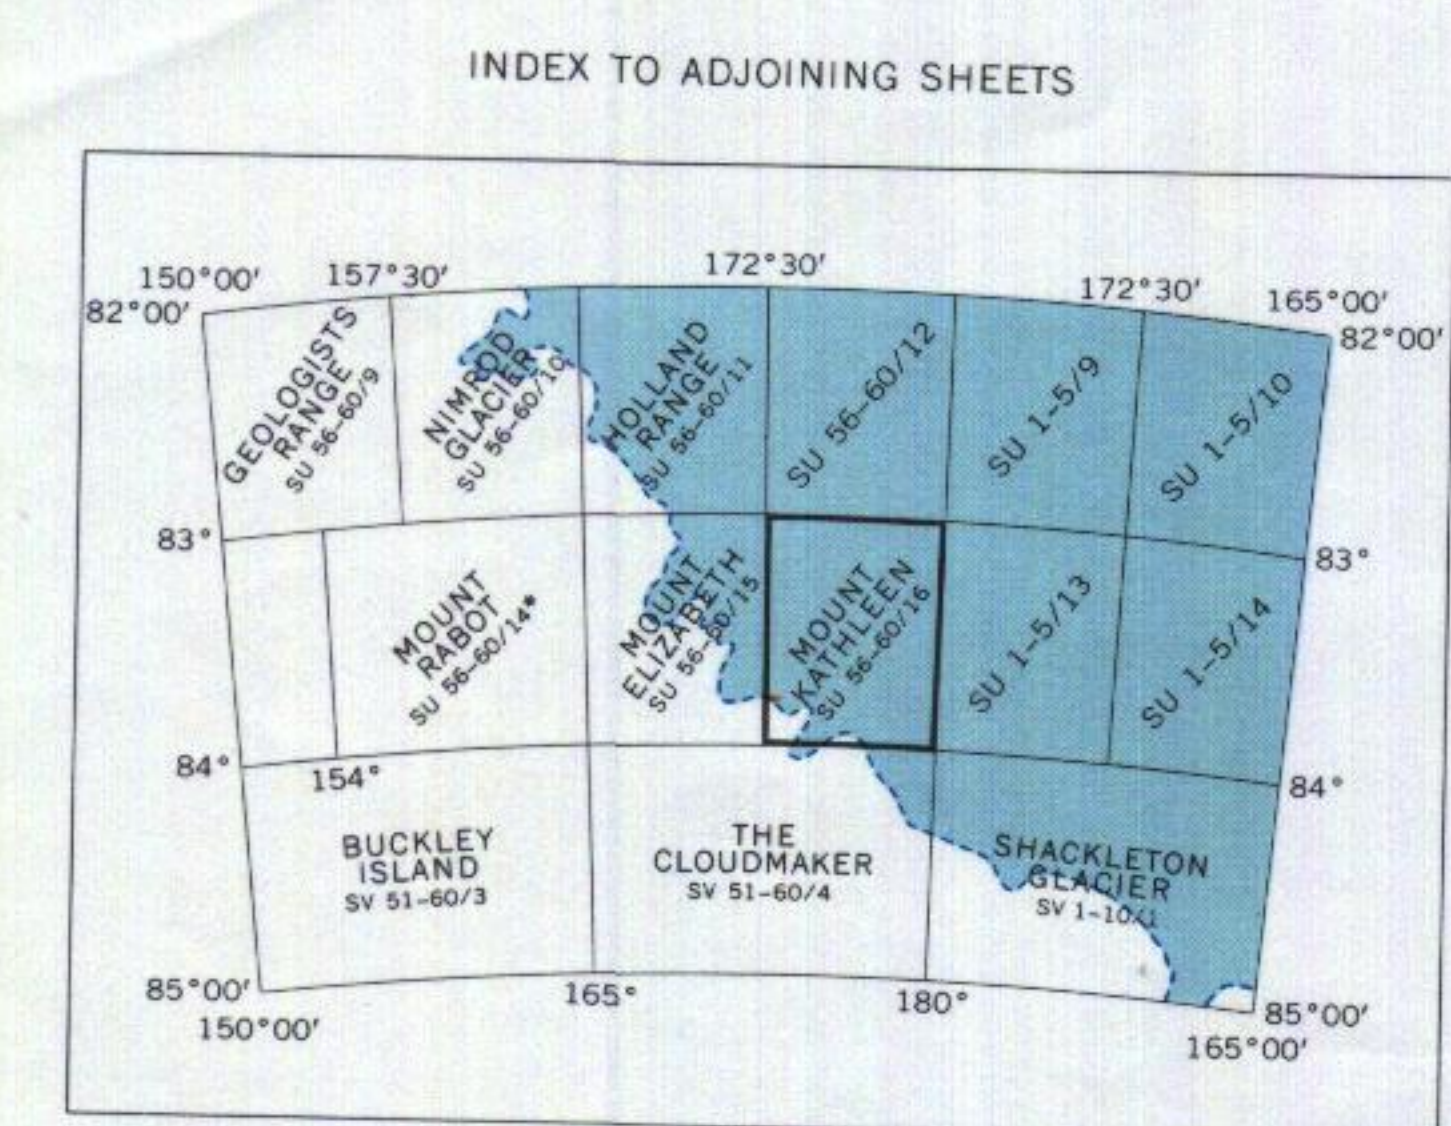 INDEX TO ADJOINING SHEETS
150°00′
157°30′
172°30′
172°30′
165°00′
82°00′
82°00′
GEOLOGISTS
RANGE
SU 56–60/9
NIMROD
GLACIER
SU 56–60/10
HOLLAND
RANGE
SU 56–60/11
SU 56–60/12
SU 1–5/9
SU 1–5/10
83°
83°
MOUNT
RABOT
SU 56–60/14*
MOUNT
ELIZABETH
SU 56–60/15
MOUNT
KATHLEEN
SU 56–60/16
SU 1–5/13
SU 1–5/14
84°
84°
154°
BUCKLEY
ISLAND
SV 51–60/3
THE
CLOUDMAKER
SV 51–60/4
SHACKLETON
GLACIER
SV 1–10/1
85°00′
85°00′
150°00′
165°
180°
165°00′